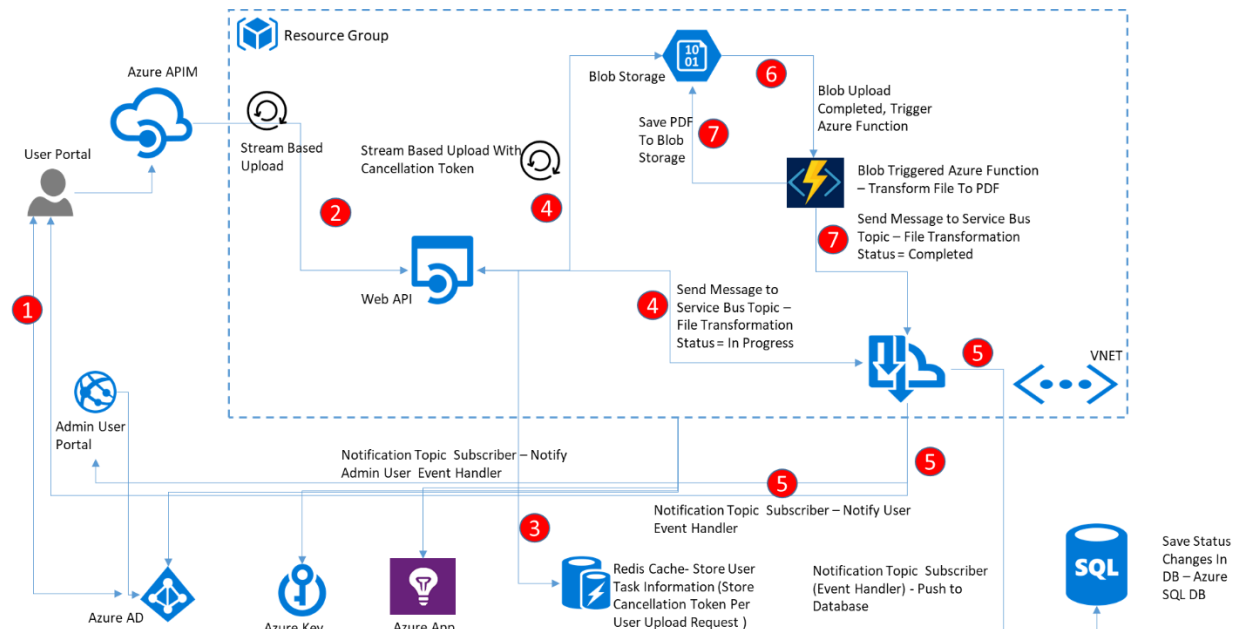 Resource Group
Azure APIM
10
01
Blob Storage
6
Blob Upload
Completed, Trigger
Azure Function
Save PDF
To Blob
Storage
7
User Portal
Stream Based
Upload
Stream Based Upload With
Cancellation Token
4
2
Blob Triggered Azure Function
– Transform File To PDF
7
Send Message to Service Bus
Topic – File Transformation
Status = Completed
Web API
1
4
Send Message to
Service Bus Topic –
File Transformation
Status = In Progress
5
VNET
Admin User
Portal
Notification Topic Subscriber – Notify
Admin User Event Handler
5
5
Notification Topic Subscriber – Notify User
Event Handler
3
Redis Cache- Store User
Task Information (Store
Cancellation Token Per
User Upload Request )
Notification Topic Subscriber
(Event Handler) - Push to
Database
SQL
Save Status
Changes In
DB – Azure
SQL DB
Azure AD
Azure Key
Azure App